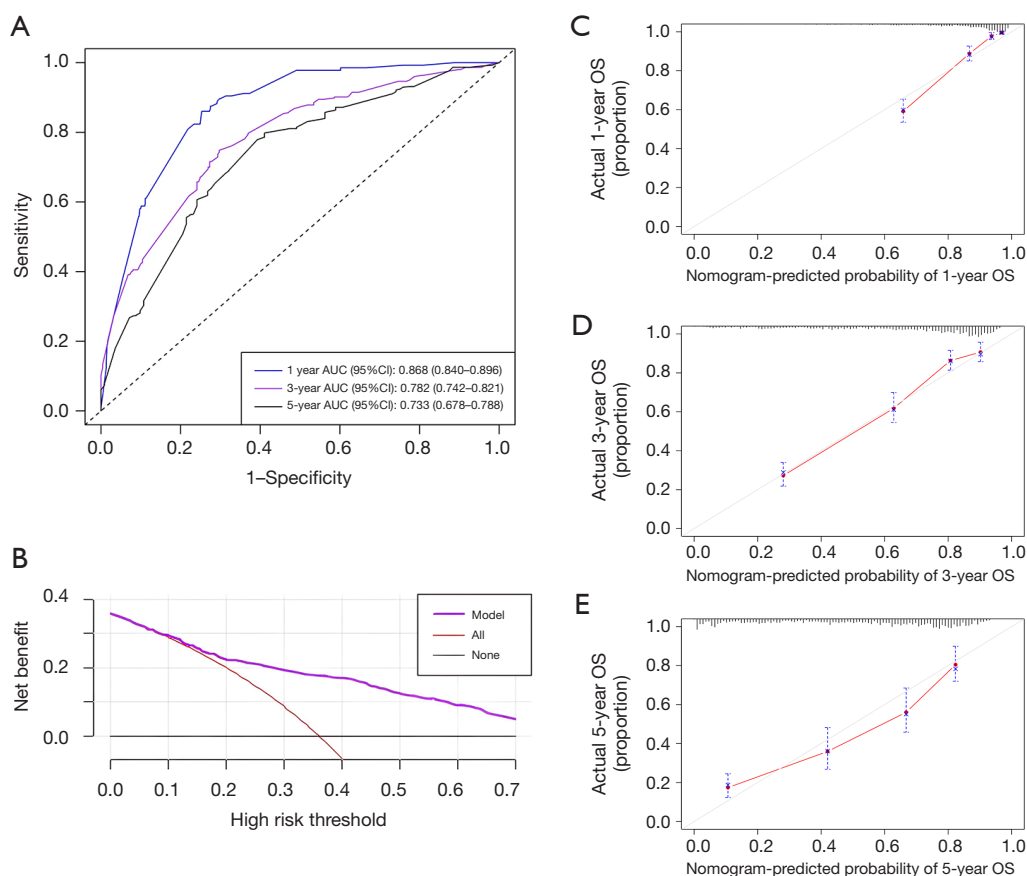 A
1.0
0.8
0.6
0.4
0.2
0.0
Sensitivity
1 year AUC (95%CI): 0.868 (0.840–0.896)
3-year AUC (95%CI): 0.782 (0.742–0.821)
5-year AUC (95%CI): 0.733 (0.678–0.788)
0.0 0.2 0.4 0.6 0.8 1.0
1–Specificity
B
0.4
0.2
0.0
Net benefit
Model
All
None
0.0 0.1 0.2 0.3 0.4 0.5 0.6 0.7
High risk threshold
C
1.0
0.8
0.6
0.4
0.2
0.0
Actual 1-year OS
(proportion)
0.0 0.2 0.4 0.6 0.8 1.0
Nomogram-predicted probability of 1-year OS
D
1.0
0.8
0.6
0.4
0.2
0.0
Actual 3-year OS
(proportion)
0.0 0.2 0.4 0.6 0.8 1.0
Nomogram-predicted probability of 3-year OS
E
1.0
0.8
0.6
0.4
0.2
0.0
Actual 5-year OS
(proportion)
0.0 0.2 0.4 0.6 0.8 1.0
Nomogram-predicted probability of 5-year OS